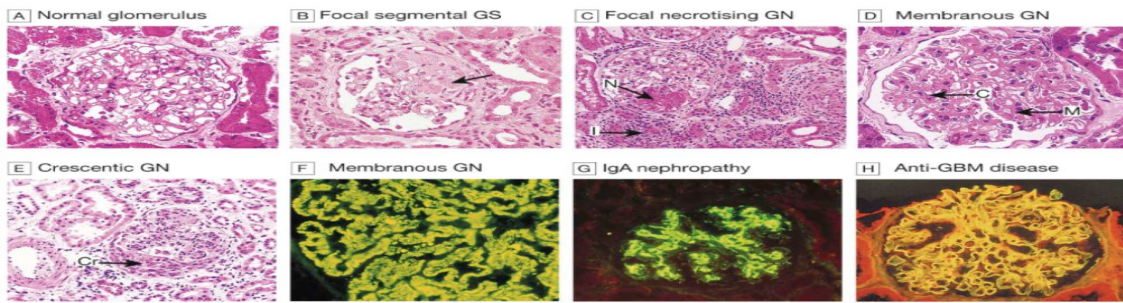 A Normal glomerulus
B Focal segmental GS
C Focal necrotising GN
D Membranous GN
N
I
C
M
E Crescentic GN
F Membranous GN
G IgA nephropathy
H Anti-GBM disease
Cr